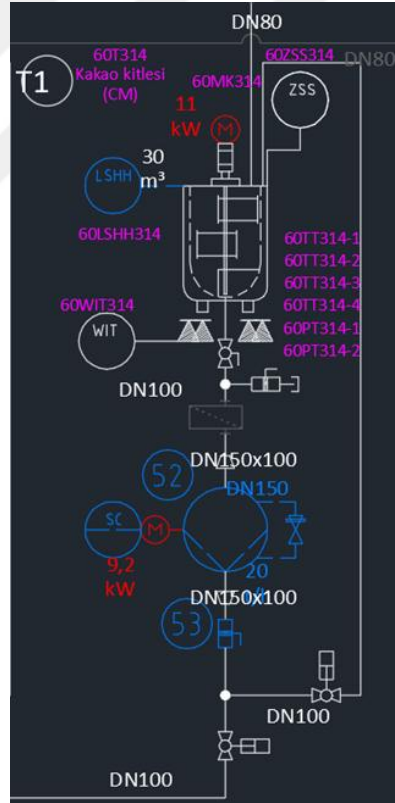 DN80
60T314
60ZSS314
DN80
T1
Kakao kitlesi
(CM)
60MK314
ZSS
11
kW
M
LSHH
30
m³
60LSHH314
60TT314-1
60TT314-2
60TT314-3
60TT314-4
60PT314-1
60PT314-2
60WIT314
WIT
DN100
DN150x100
52
DN150
SC
M
9,2
kW
20
DN150x100
53
DN100
DN100